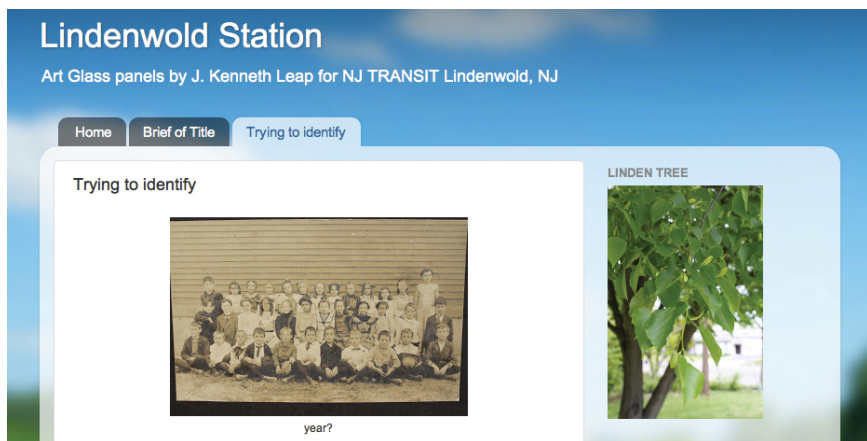 Lindenwold Station
Art Glass panels by J. Kenneth Leap for NJ TRANSIT Lindenwold, NJ
Home
Brief of Title
Trying to identify
Trying to identify
LINDEN TREE
year?